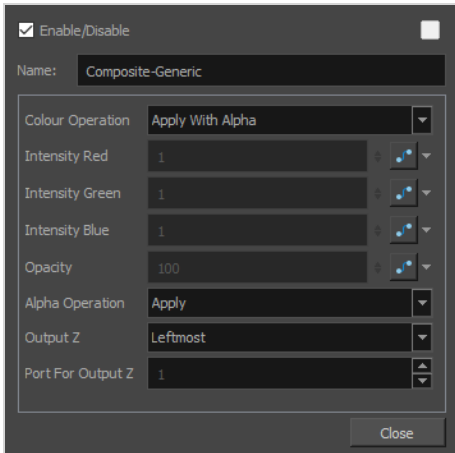 Enable/Disable
Name: Composite-Generic
Colour Operation Apply With Alpha
Intensity Red 1
Intensity Green 1
Intensity Blue 1
Opacity 100
Alpha Operation Apply
Output Z Leftmost
Port For Output Z 1
Close